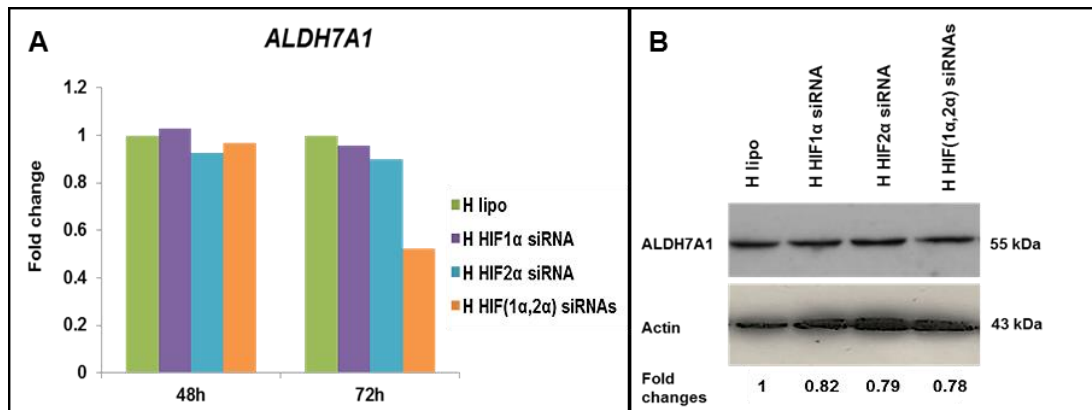 A
ALDH7A1
Fold change
1.2
1
0.8
0.6
0.4
0.2
0
48h
72h
H lipo
H HIF1α siRNA
H HIF2α siRNA
H HIF(1α,2α) siRNAs
B
H lipo
H HIF1α siRNA
H HIF2α siRNA
H HIF(1α,2α) siRNAs
ALDH7A1 55 kDa
Actin 43 kDa
Fold
changes 1 0.82 0.79 0.78